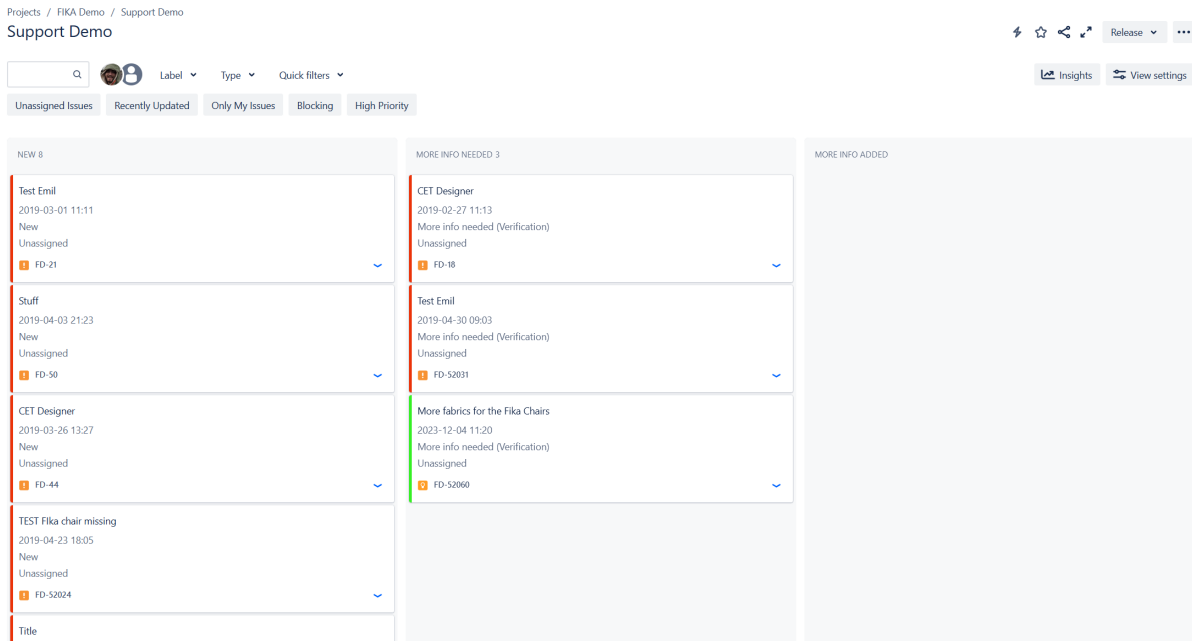 Projects / FIKA Demo / Support Demo
Support Demo
Release
Label
Type
Quick filters
Insights
View settings
Unassigned Issues
Recently Updated
Only My Issues
Blocking
High Priority
NEW 8
Test Emil
2019-03-01 11:11
New
Unassigned
FD-21
Stuff
2019-04-03 21:23
New
Unassigned
FD-50
CET Designer
2019-03-26 13:27
New
Unassigned
FD-44
TEST FIka chair missing
2019-04-23 18:05
New
Unassigned
FD-52024
Title
MORE INFO NEEDED 3
CET Designer
2019-02-27 11:13
More info needed (Verification)
Unassigned
FD-18
Test Emil
2019-04-30 09:03
More info needed (Verification)
Unassigned
FD-52031
More fabrics for the Fika Chairs
2023-12-04 11:20
More info needed (Verification)
Unassigned
FD-52060
MORE INFO ADDED